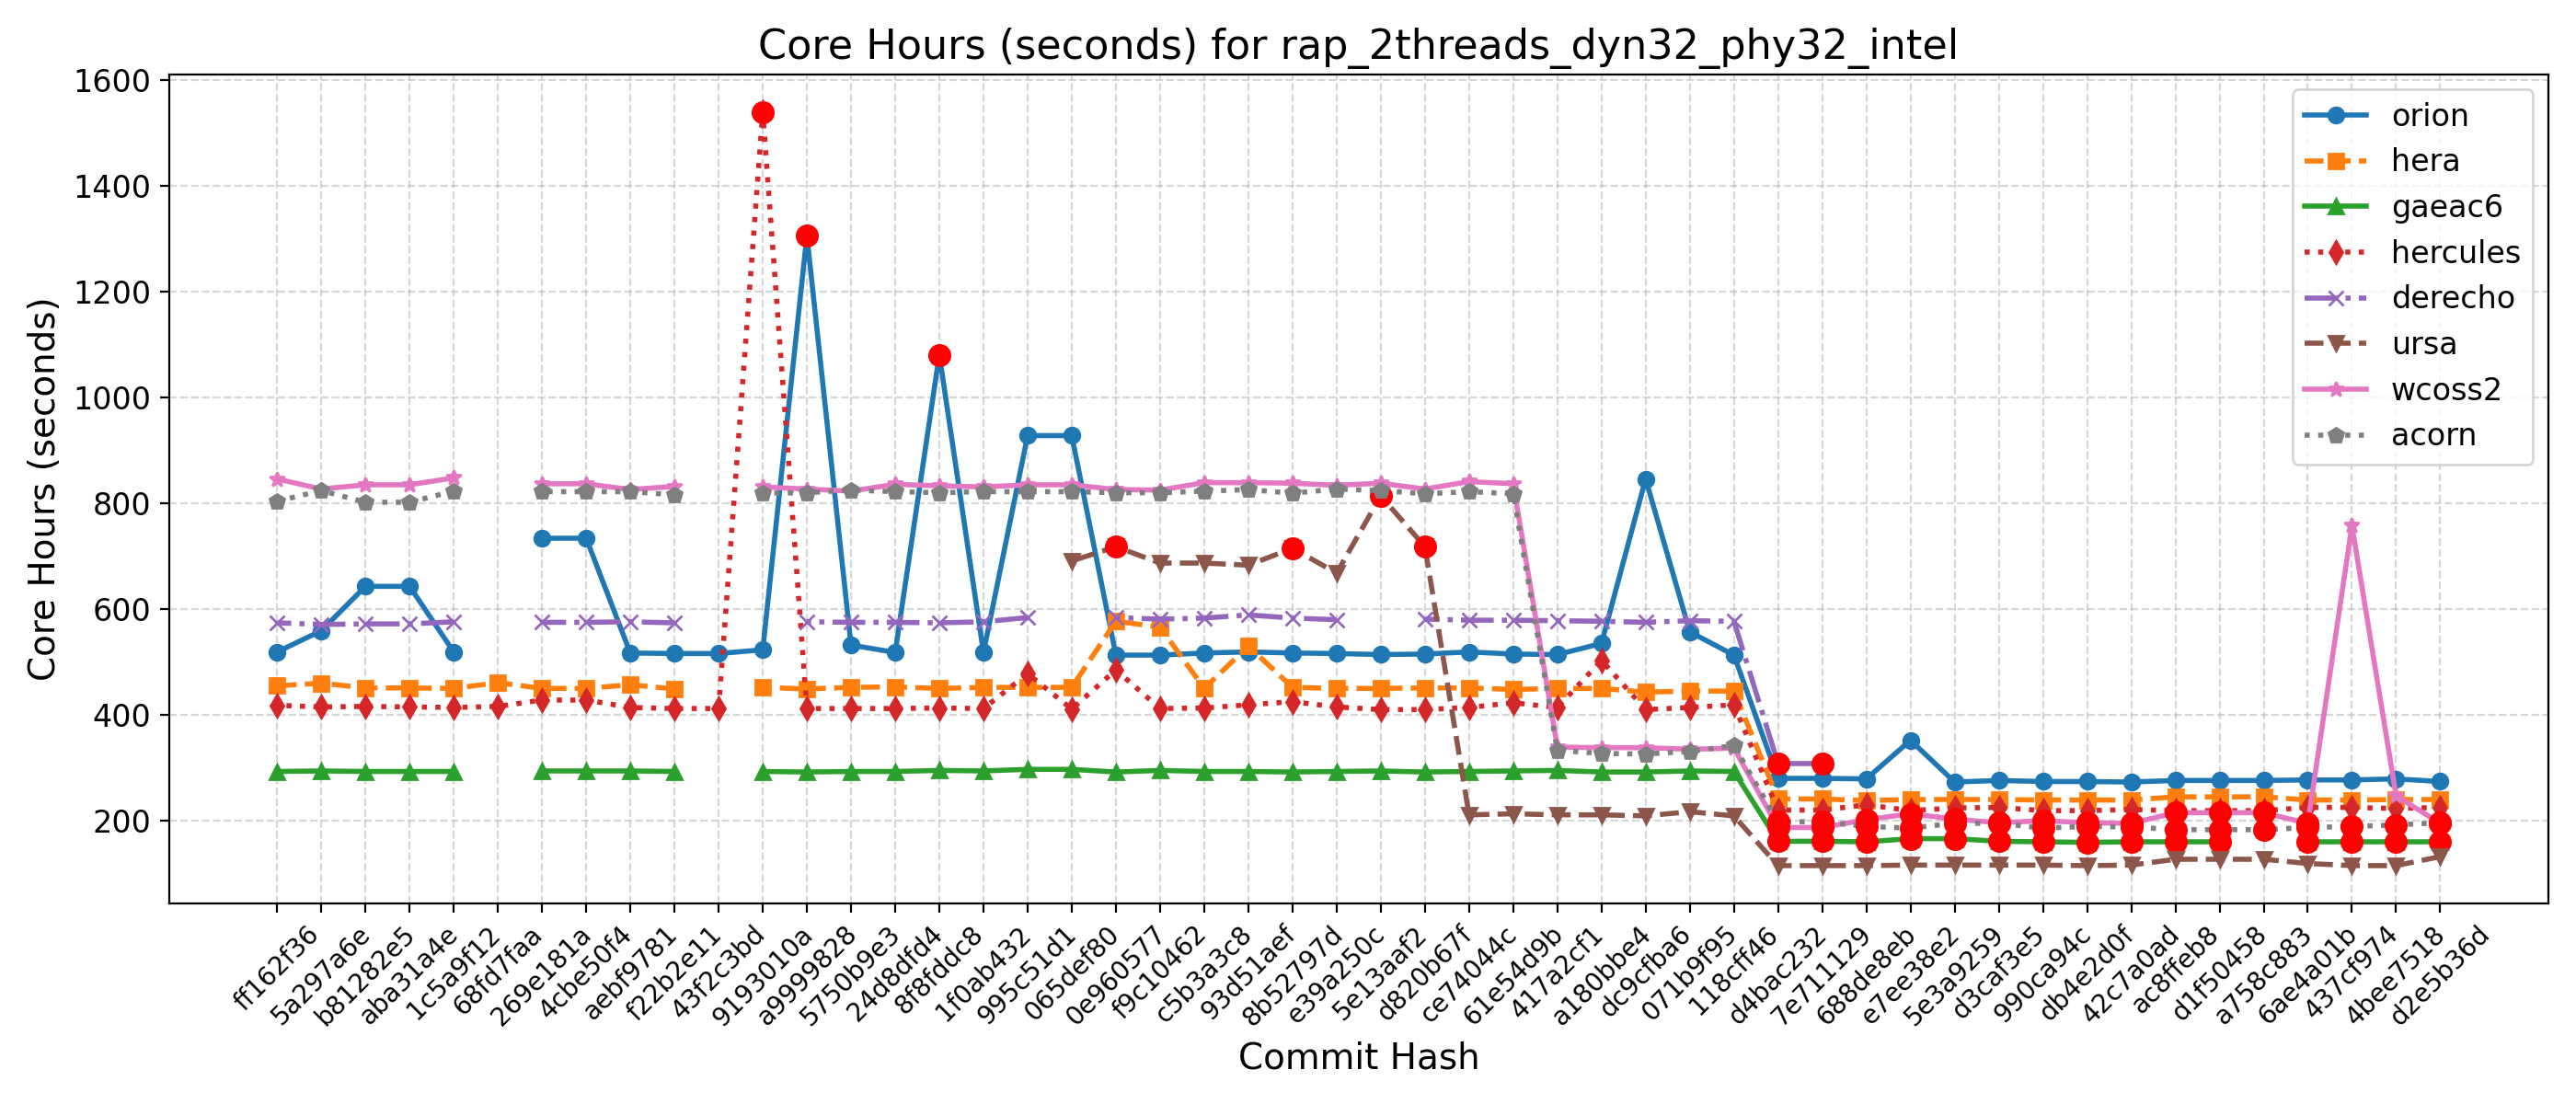 Core Hours (seconds) for rap_2threads_dyn32_phy32_intel
Core Hours (seconds)
1600
1400
1200
1000
800
600
400
200
orion
hera
gaeac6
hercules
derecho
ursa
wcoss2
acorn
ff162f36
5a297a6e
b81282e5
aba31a4e
1c5a9f12
68fd7faa
269e181a
4cbe50f4
aebf9781
f22b2e11
43f2c3bd
9193010a
a9999828
5750b9e3
24d8dfd4
8f8fddc8
1f0ab432
995c51d1
065def80
0e960577
f9c10462
c5b3a3c8
93d51aef
8b52797d
e39a250c
5e13aaf2
d820b67f
ce74044c
61e54d9b
417a2cf1
a180bbe4
dc9cfba6
071b9f95
118cff46
d4bac232
7e711129
688de8eb
e7ee38e2
5e3a9259
d3caf3e5
990ca94c
db4e2d0f
42c7a0ad
ac8ffeb8
d1f50458
a758c883
6ae4a01b
437cf974
4bee7518
d2e5b36d
Commit Hash